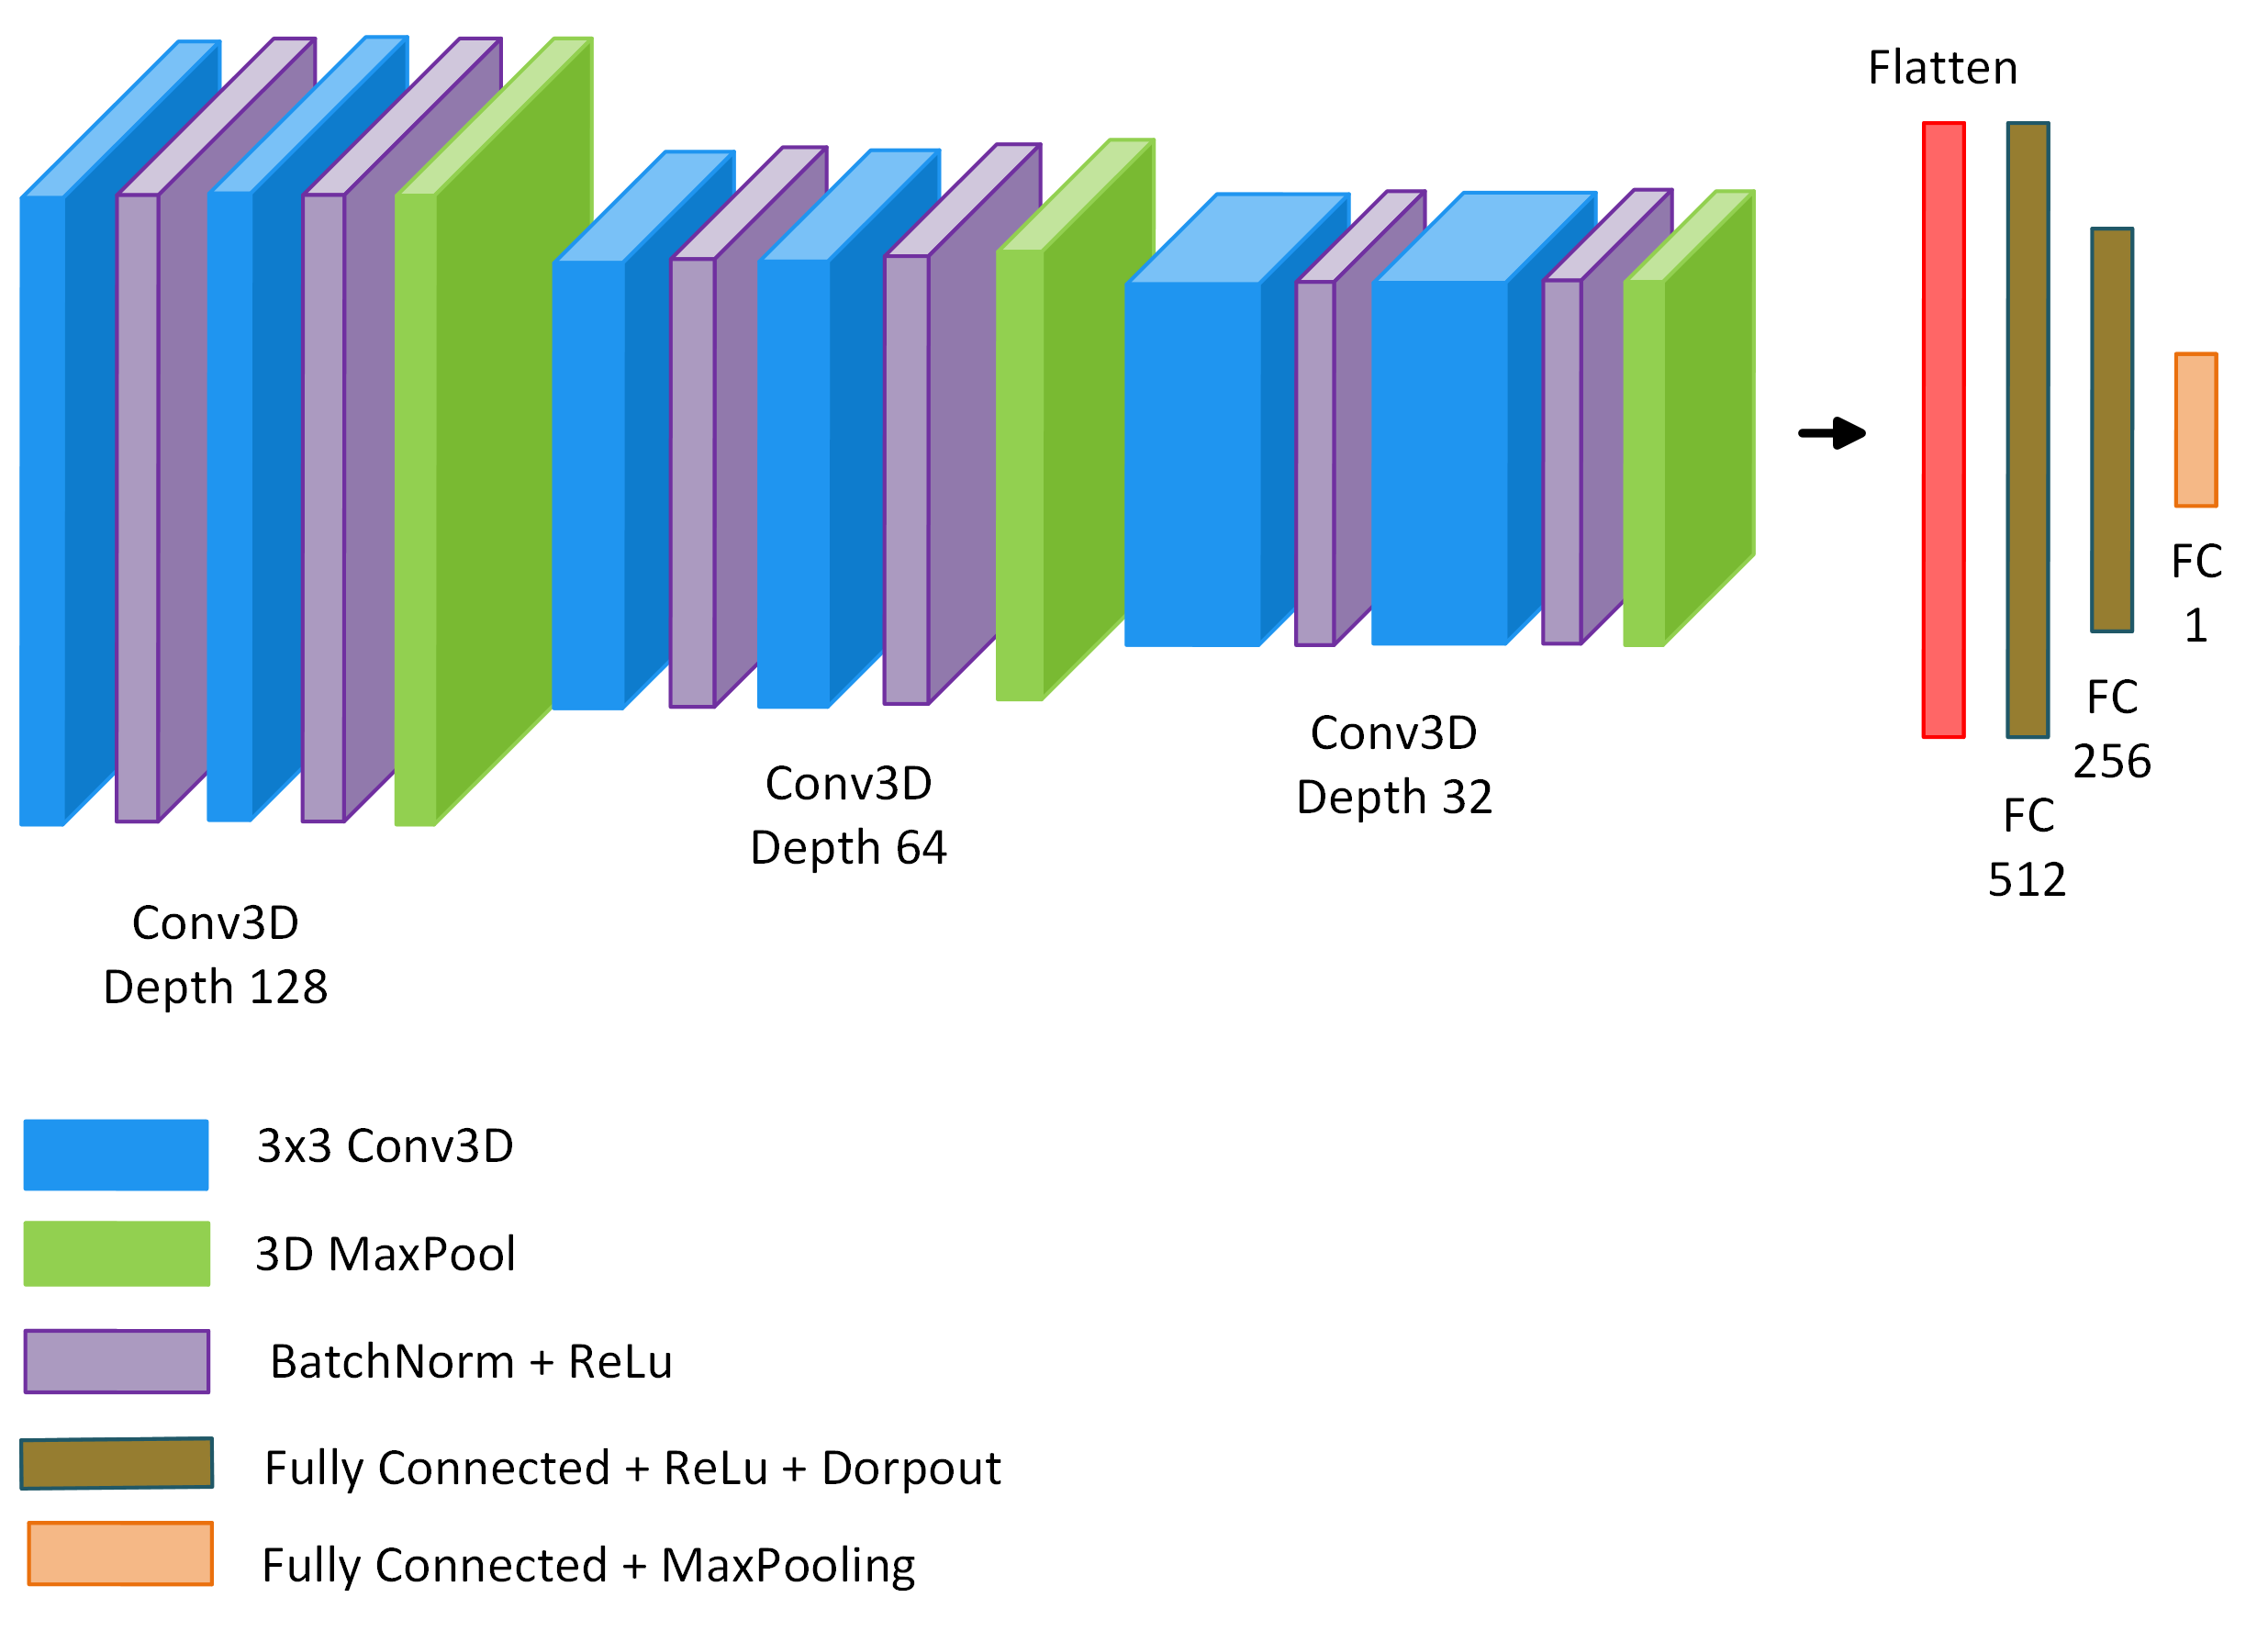 Flatten
FC
1
FC
256
FC
512
Conv3D
Depth 32
Conv3D
Depth 64
Conv3D
Depth 128
3x3 Conv3D
3D MaxPool
BatchNorm + ReLu
Fully Connected + ReLu + Dorpout
Fully Connected + MaxPooling